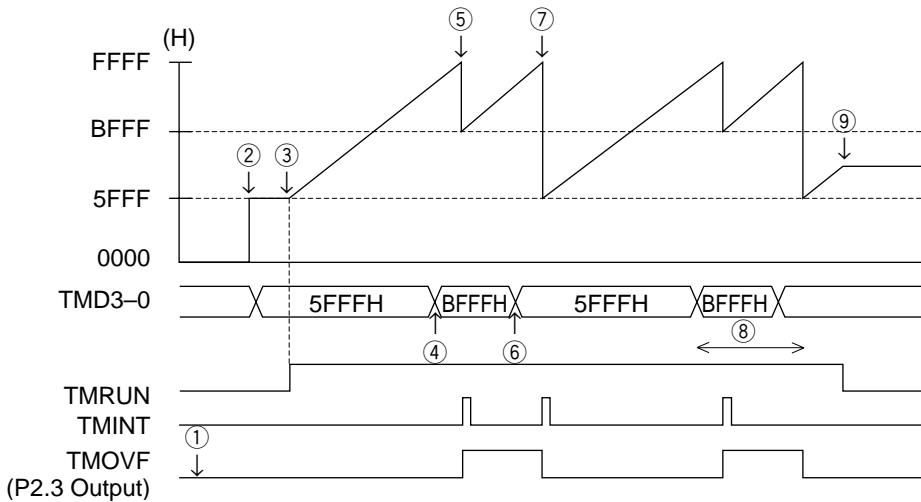 (H)
⑤ ⑦
FFFF
BFFF
② ③ ⑨
5FFF
0000
TMD3–0 5FFFH BFFFH 5FFFH BFFFH
④ ⑥ ⑧
TMRUN
TMINT
①
TMOVF
(P2.3 Output)